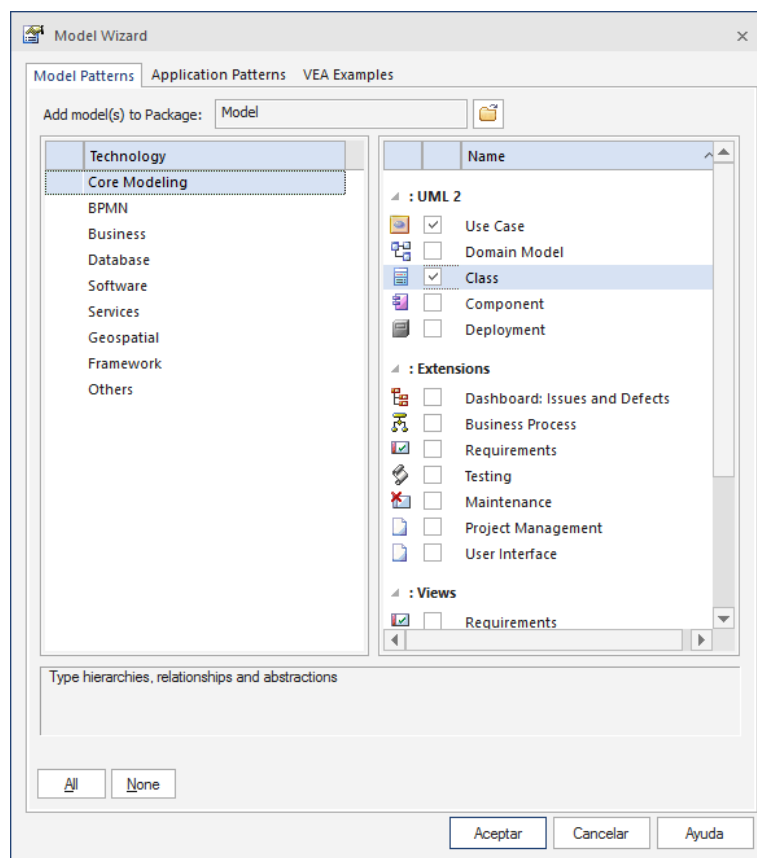 Model Wizard
Model Patterns Application Patterns VEA Examples
Add model(s) to Package: Model
Technology
Core Modeling
BPMN
Business
Database
Software
Services
Geospatial
Framework
Others
Name
: UML 2
Use Case
Domain Model
Class
Component
Deployment
: Extensions
Dashboard: Issues and Defects
Business Process
Requirements
Testing
Maintenance
Project Management
User Interface
: Views
Requirements
Type hierarchies, relationships and abstractions
All None
Aceptar Cancelar Ayuda